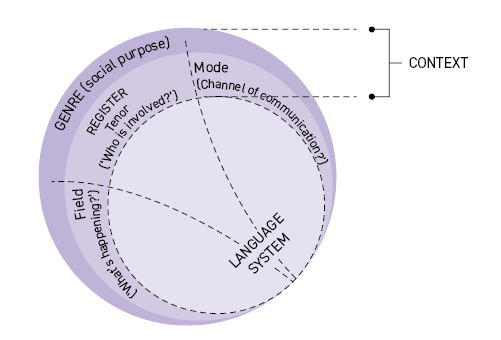 GENRE (social purpose)
REGISTER
Tenor
('Who is involved?')
Mode
(Channel of communication?')
CONTEXT
Field
('What's happening?')
LANGUAGE
SYSTEM